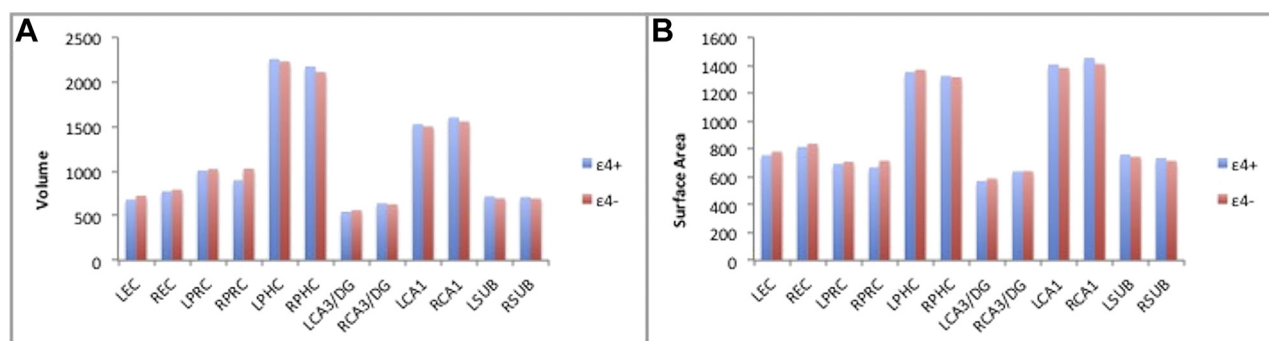 A
Volume
2500
2000
1500
1000
500
0
LEC
REC
LPRC
RPRC
LPHC
RPHC
LCA3/DG
RCA3/DG
LCA1
RCA1
LSUB
RSUB
ε4+
ε4-
B
Surface Area
1600
1400
1200
1000
800
600
400
200
0
LEC
REC
LPRC
RPRC
LPHC
RPHC
LCA3/DG
RCA3/DG
LCA1
RCA1
LSUB
RSUB
ε4+
ε4-